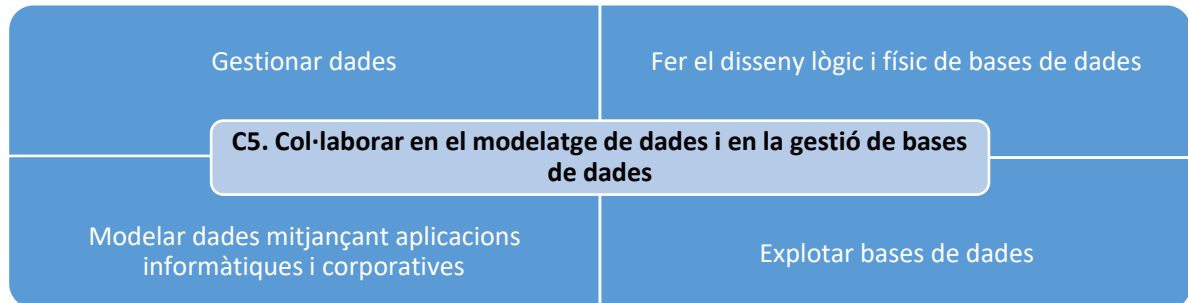 Gestionar dades
Fer el disseny lògic i físic de bases de dades
C5. Col·laborar en el modelatge de dades i en la gestió de bases
de dades
Modelar dades mitjançant aplicacions
informàtiques i corporatives
Explotar bases de dades